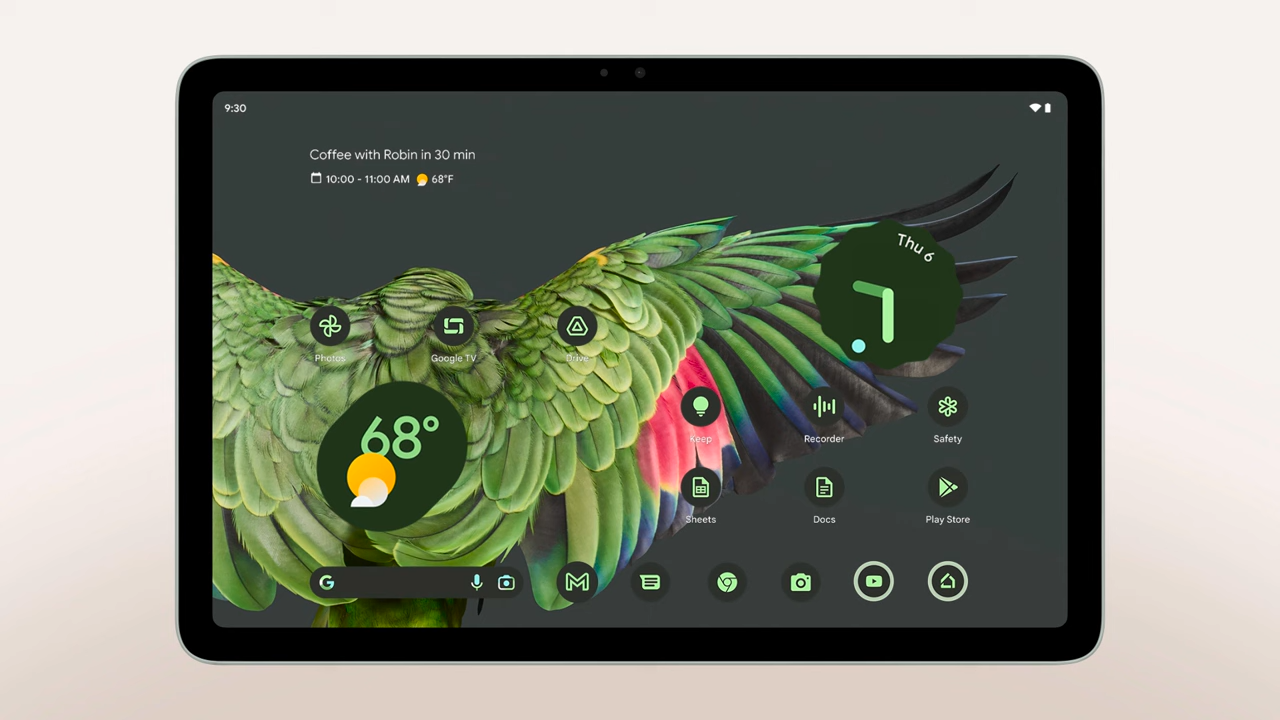 9:30
Coffee with Robin in 30 min
10:00 - 11:00 AM 68°F
Thu 6
Photos
Google TV
Drive
68°
Keep
Recorder
Safety
Sheets
Docs
Play Store
G